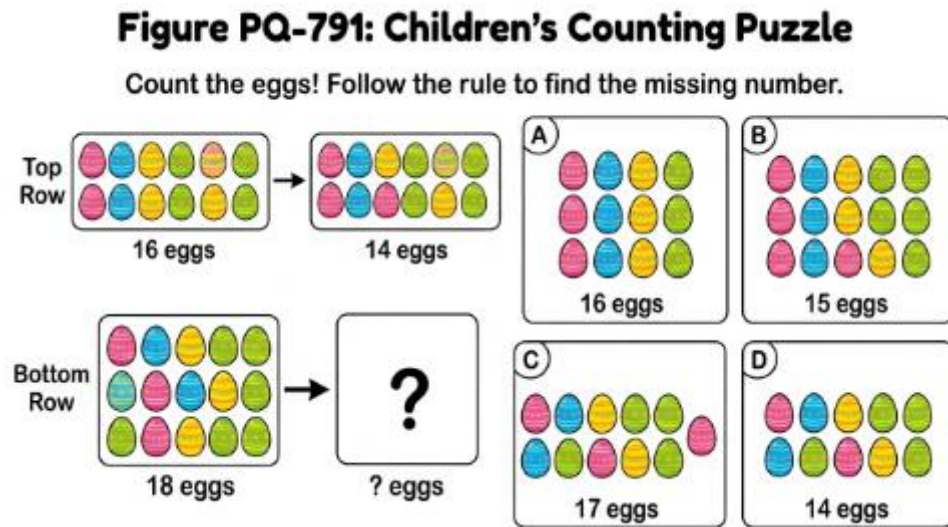 Figure PQ-791: Children's Counting Puzzle
Count the eggs! Follow the rule to find the missing number.
Top
Row
16 eggs
14 eggs
Bottom
Row
18 eggs
?
? eggs
A
16 eggs
B
15 eggs
C
17 eggs
D
14 eggs